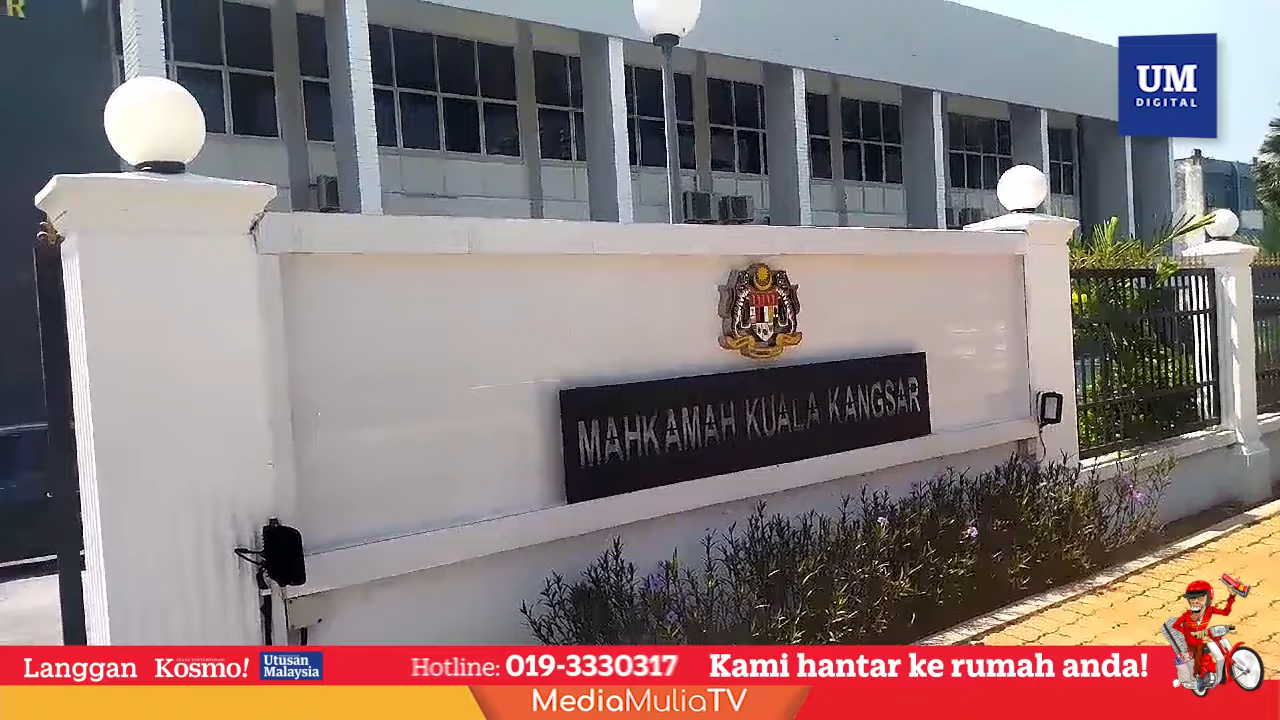 R
UM
DIGITAL
MAHKAMAH KUALA KANGSAR
Langgan Kosmo! Utusan Malaysia Hotline: 019-3330317 Kami hantar ke rumah anda!
MediaMuliaTV